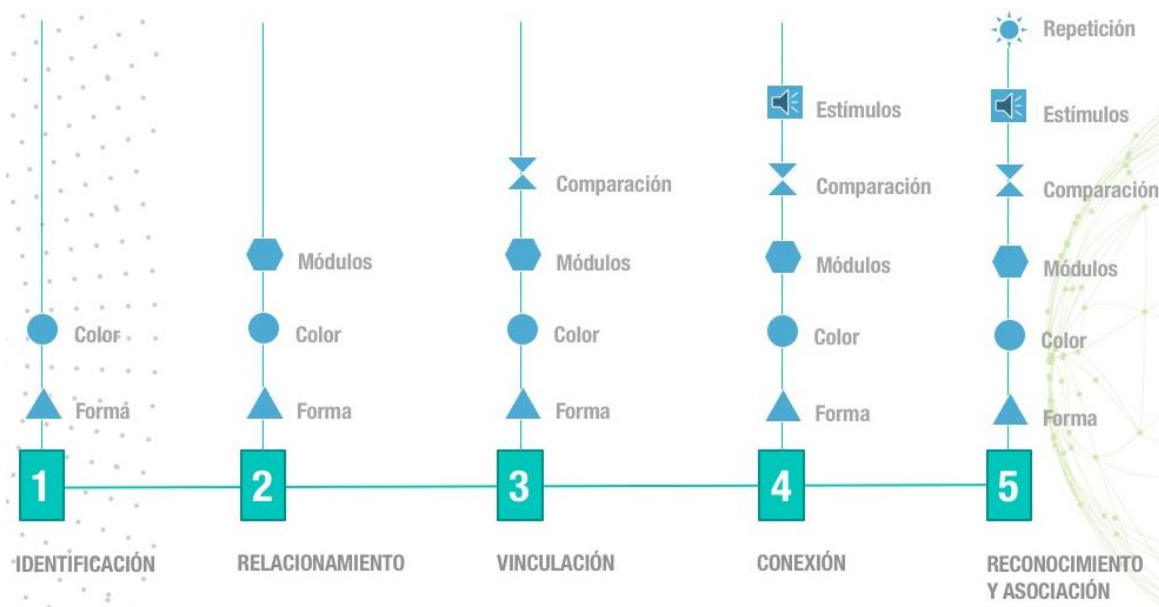 Repetición
Estímulos
Estímulos
Comparación
Comparación
Comparación
Módulos
Módulos
Módulos
Módulos
Color
Color
Color
Color
Color
Forma
Forma
Forma
Forma
Forma
1
2
3
4
5
IDENTIFICACIÓN
RELACIONAMIENTO
VINCULACIÓN
CONEXIÓN
RECONOCIMIENTO
Y ASOCIACIÓN